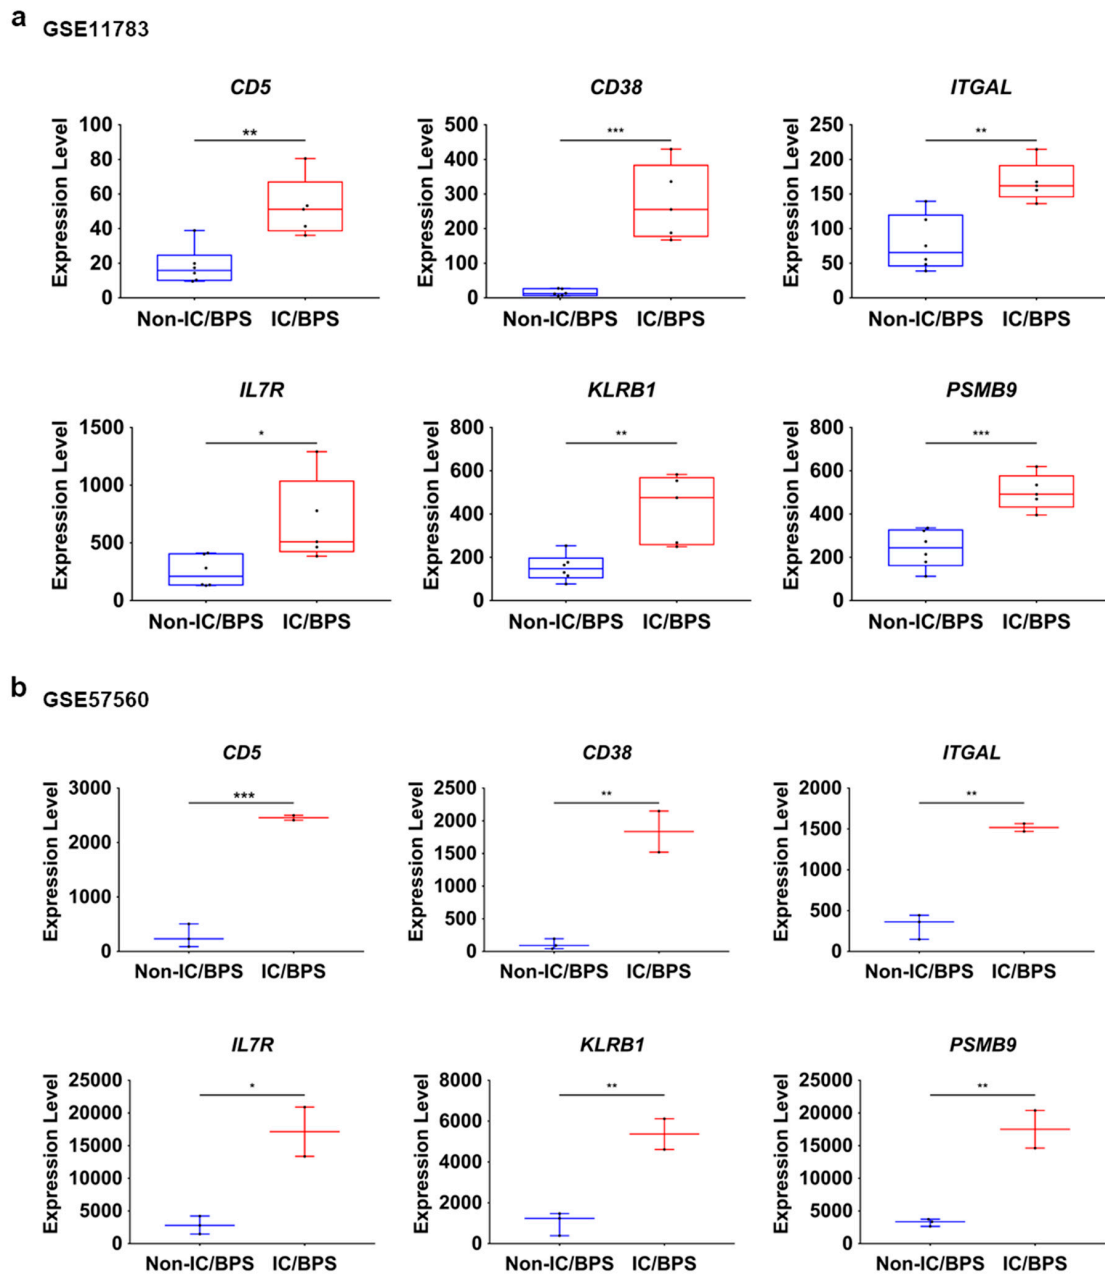 a
GSE11783
CD5
CD38
ITGAL
Expression Level
100
80
60
40
20
0
**
Non-IC/BPS IC/BPS
Expression Level
500
400
300
200
100
0
***
Non-IC/BPS IC/BPS
Expression Level
250
200
150
100
50
0
**
Non-IC/BPS IC/BPS
IL7R
KLRB1
PSMB9
Expression Level
1500
1000
500
0
*
Non-IC/BPS IC/BPS
Expression Level
800
600
400
200
0
**
Non-IC/BPS IC/BPS
Expression Level
800
600
400
200
0
***
Non-IC/BPS IC/BPS
b
GSE57560
CD5
CD38
ITGAL
Expression Level
3000
2000
1000
0
***
Non-IC/BPS IC/BPS
Expression Level
2500
2000
1500
1000
500
0
**
Non-IC/BPS IC/BPS
Expression Level
2000
1500
1000
500
0
**
Non-IC/BPS IC/BPS
IL7R
KLRB1
PSMB9
Expression Level
25000
20000
15000
10000
5000
0
*
Non-IC/BPS IC/BPS
Expression Level
8000
6000
4000
2000
0
**
Non-IC/BPS IC/BPS
Expression Level
25000
20000
15000
10000
5000
0
**
Non-IC/BPS IC/BPS